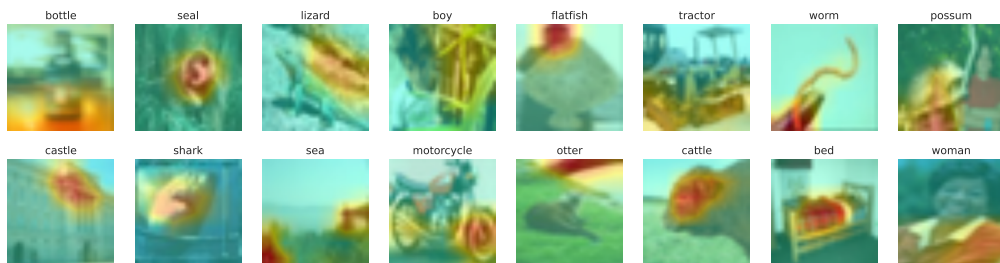 bottle seal lizard boy flatfish tractor worm possum
castle shark sea motorcycle otter cattle bed woman